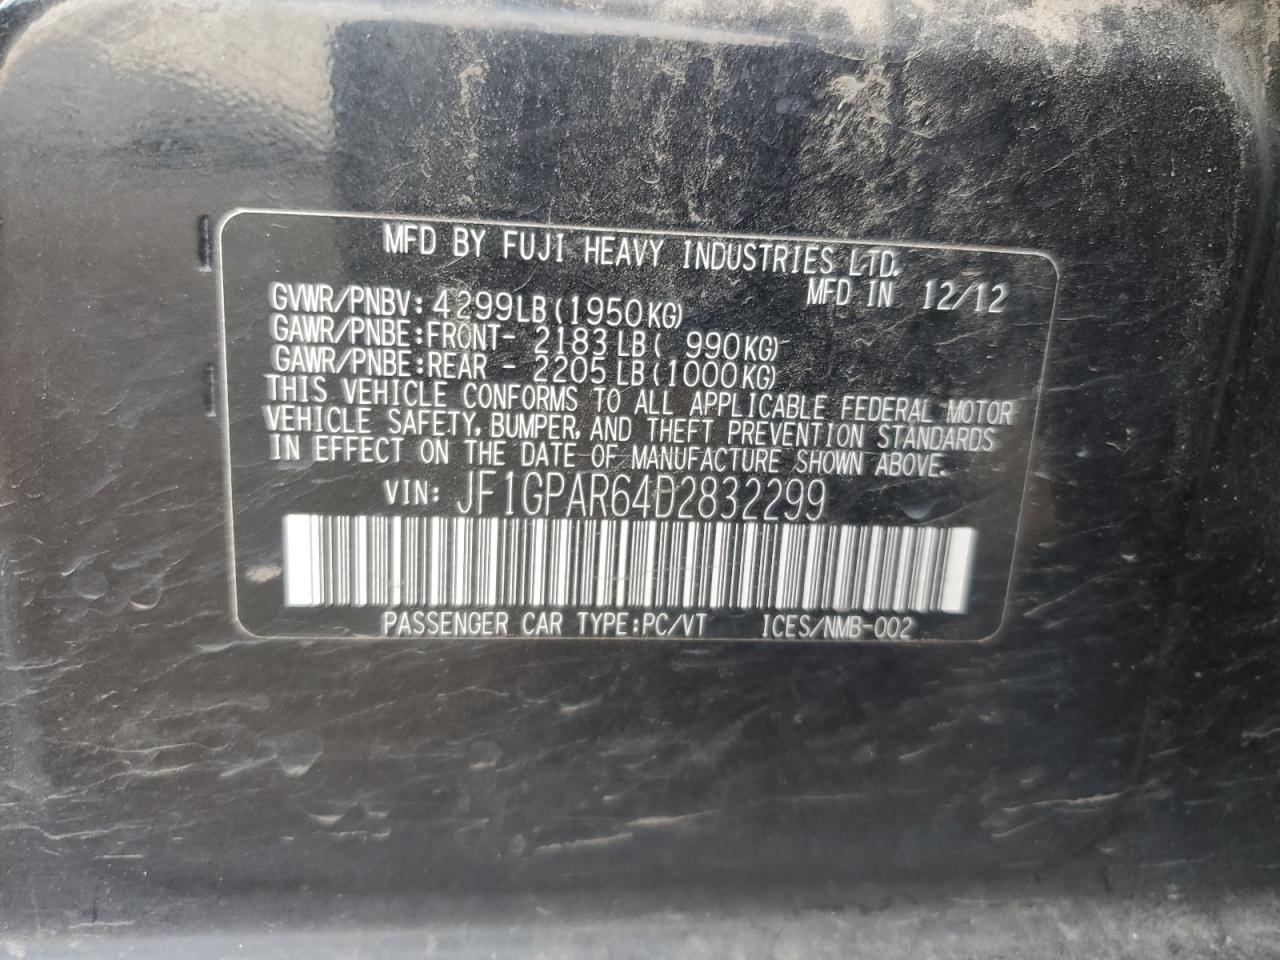 MFD BY FUJI HEAVY INDUSTRIES LTD.
MFD IN 12/12
GVWR/PNBV: 4299LB(1950KG)
GAWR/PNBE:FRONT- 2183LB( 990KG)
GAWR/PNBE:REAR - 2205LB(1000KG)
THIS VEHICLE CONFORMS TO ALL APPLICABLE FEDERAL MOTOR
VEHICLE SAFETY, BUMPER, AND THEFT PREVENTION STANDARDS
IN EFFECT ON THE DATE OF MANUFACTURE SHOWN ABOVE.
VIN: JF1GPAR64D2832299
PASSENGER CAR TYPE:PC/VT ICES/NMB-002